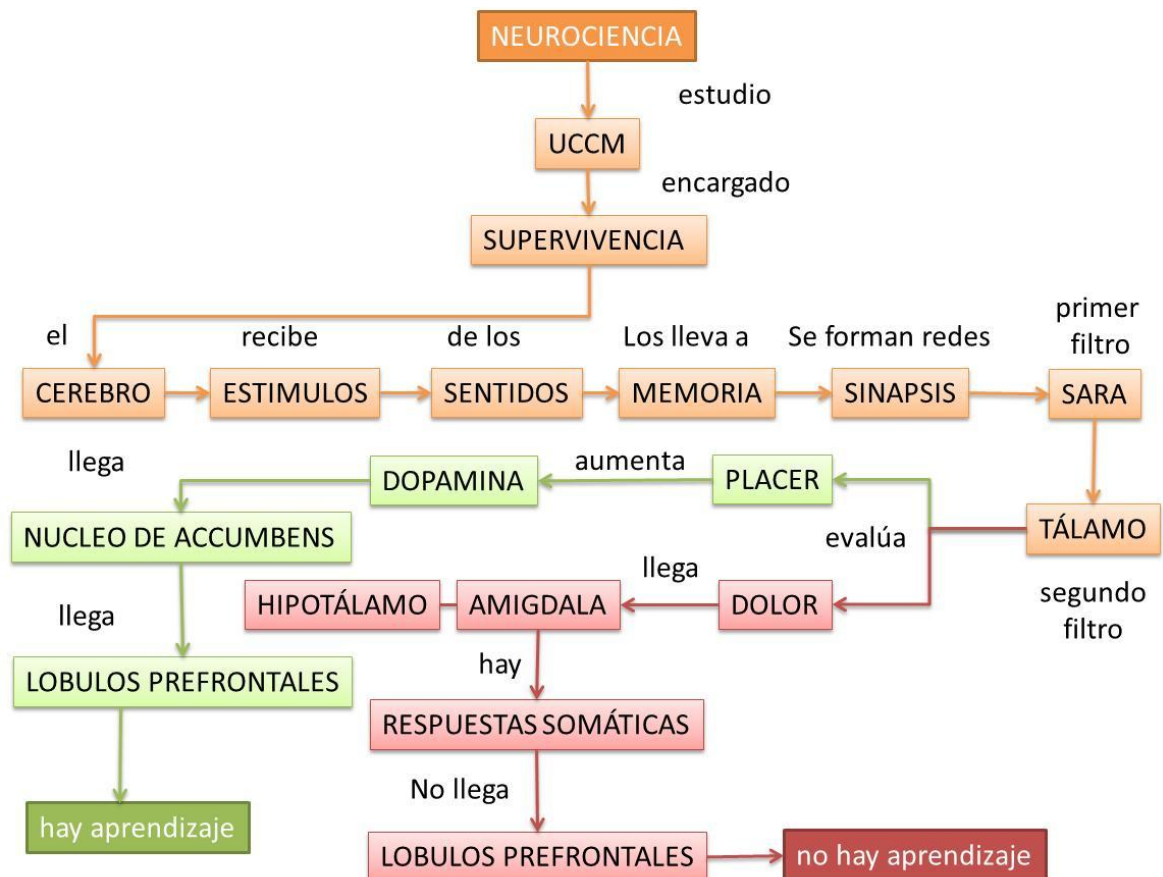 NEUROCIENCIA
estudio
UCCM
encargado
SUPERVIVENCIA
el
recibe
de los
Los lleva a
Se forman redes
primer
filtro
CEREBRO
ESTIMULOS
SENTIDOS
MEMORIA
SINAPSIS
SARA
llega
DOPAMINA
aumenta
PLACER
NUCLEO DE ACCUMBENS
evalúa
TÁLAMO
llega
HIPOTÁLAMO
AMIGDALA
llega
DOLOR
segundo
filtro
hay
LOBULOS PREFRONTALES
RESPUESTAS SOMÁTICAS
No llega
hay aprendizaje
LOBULOS PREFRONTALES
no hay aprendizaje